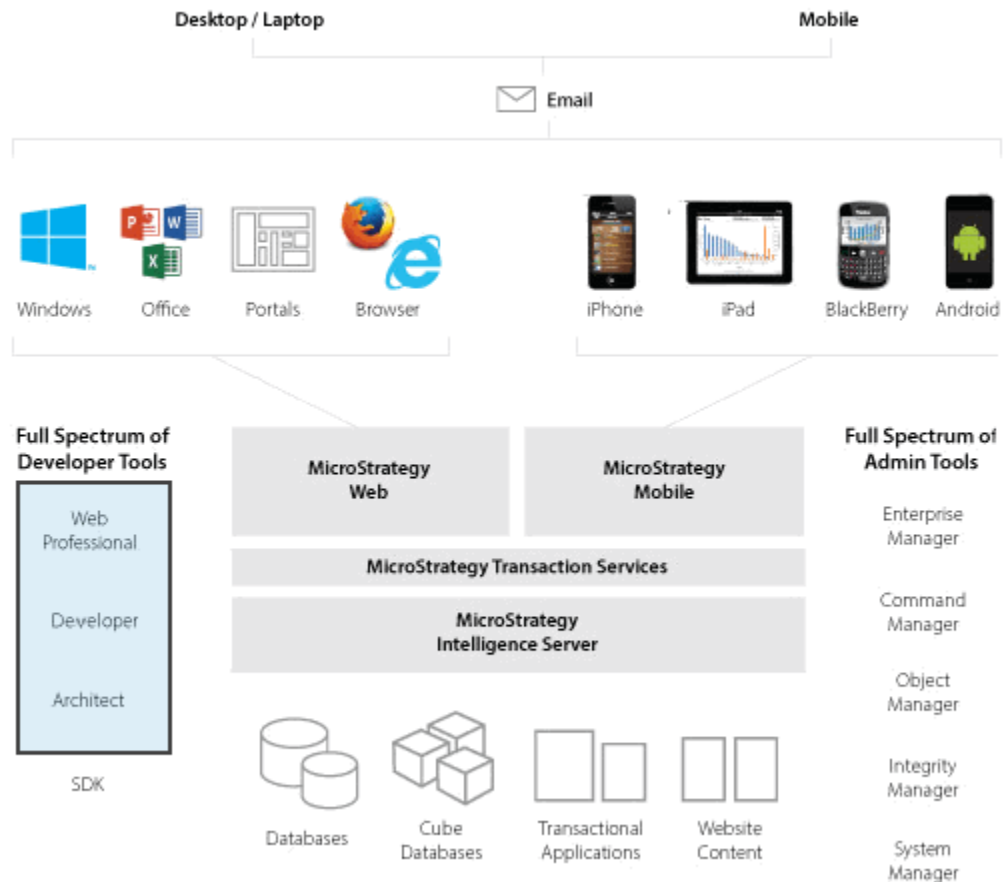 Desktop / Laptop
Mobile
Email
Windows
Office
Portals
Browser
iPhone
iPad
BlackBerry
Android
Full Spectrum of
Developer Tools
Web
Professional
Developer
Architect
SDK
MicroStrategy
Web
MicroStrategy
Mobile
MicroStrategy Transaction Services
MicroStrategy
Intelligence Server
Databases
Cube
Databases
Transactional
Applications
Website
Content
Full Spectrum of
Admin Tools
Enterprise
Manager
Command
Manager
Object
Manager
Integrity
Manager
System
Manager